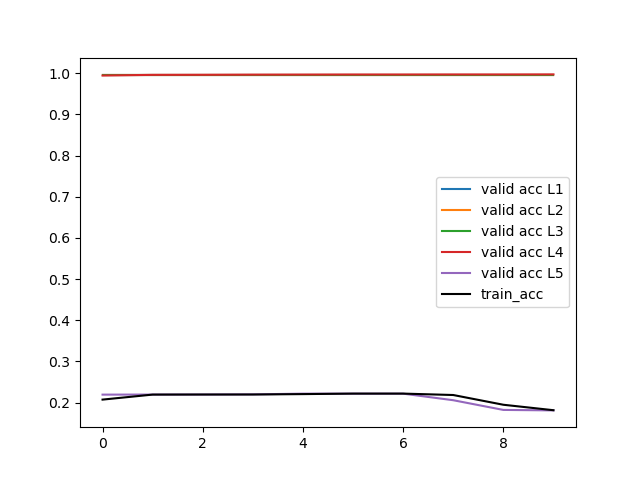 1.0
0.9
0.8
0.7
0.6
0.5
0.4
0.3
0.2
valid acc L1
valid acc L2
valid acc L3
valid acc L4
valid acc L5
train_acc
0 2 4 6 8